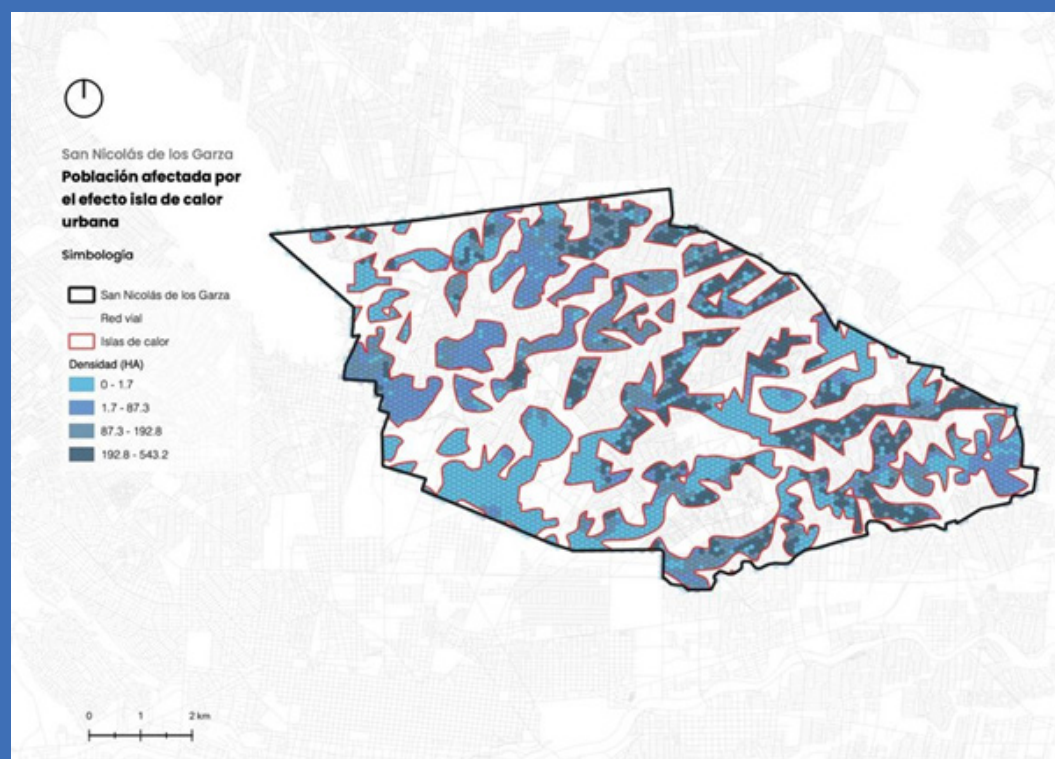 San Nicolás de los Garza
Población afectada por
el efecto isla de calor
urbana
Simbología
San Nicolás de los Garza
Red vial
Islas de calor
Densidad (HA)
0 - 1.7
1.7 - 87.3
87.3 - 192.8
192.8 - 543.2
0 1 2 km